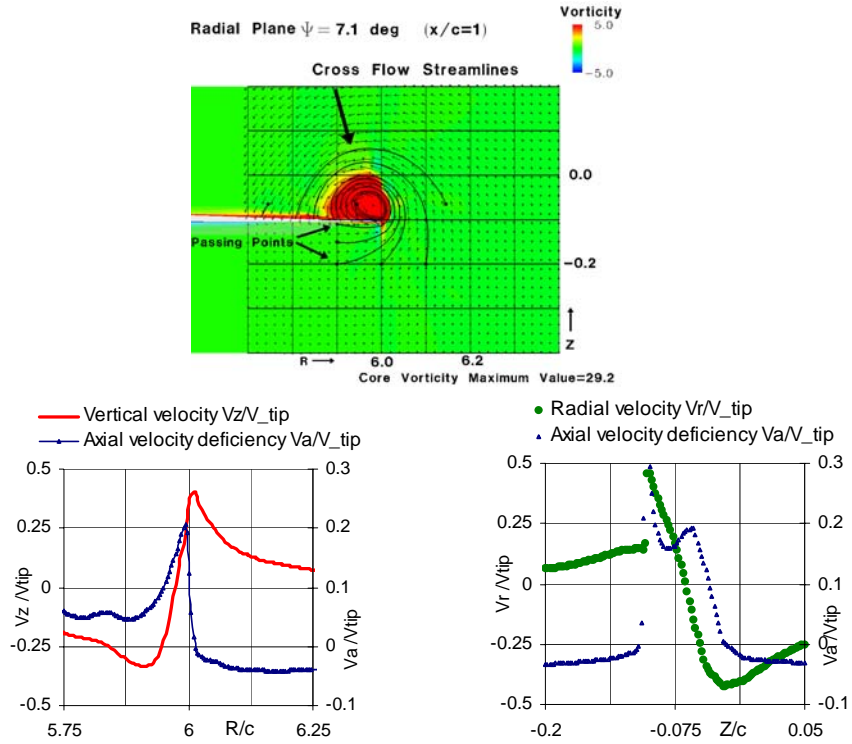 Vorticity
Radial Plane Ψ = 7.1 deg (x/c=1)
5.0
-5.0
Cross Flow Streamlines
0.0
Passing Points
-0.2
Z
R
6.0
6.2
Core Vorticity Maximum Value=29.2
Vertical velocity Vz/V_tip
Axial velocity deficiency Va/V_tip
0.5
0.25
0
-0.25
-0.5
Vz /Vtip
0.3
0.2
0.1
0
-0.1
Va /Vtip
5.75
6
R/c
6.25
Radial velocity Vr/V_tip
Axial velocity deficiency Va/V_tip
0.5
0.25
0
-0.25
-0.5
Vr /Vtip
0.3
0.2
0.1
0
-0.1
Va /Vtip
-0.2
-0.075
Z/c
0.05